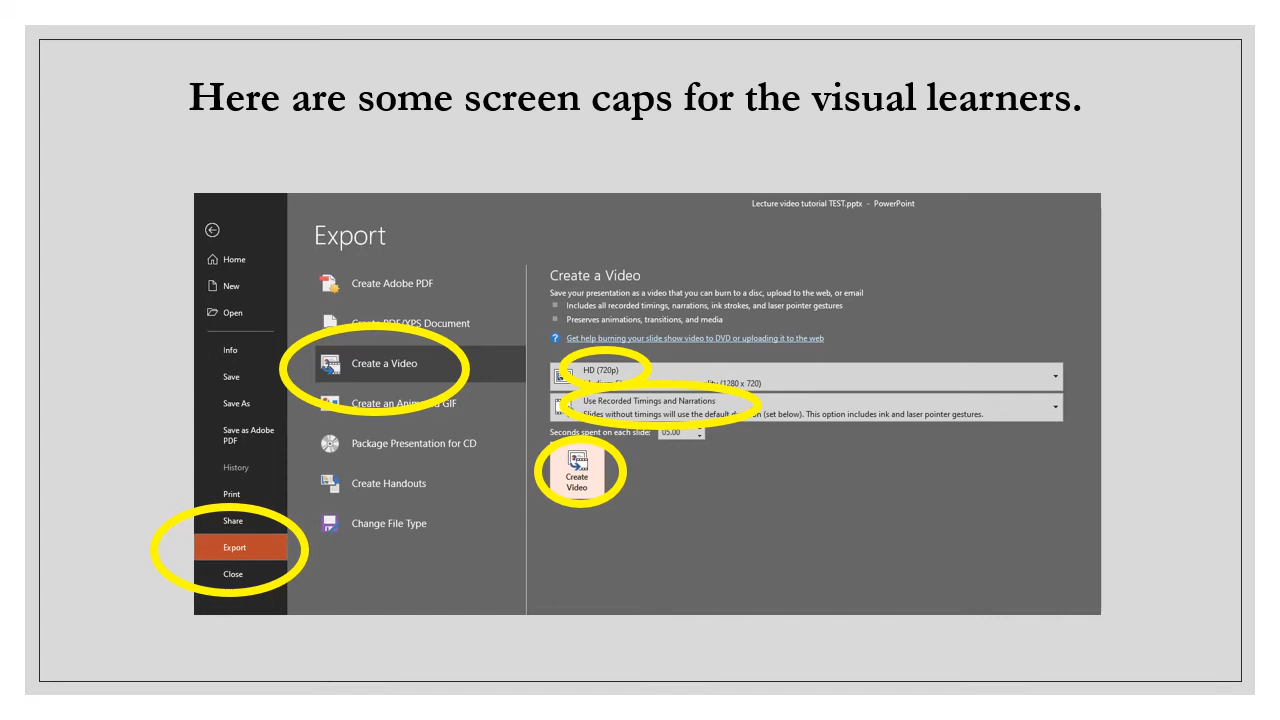 Here are some screen caps for the visual learners.
Lecture video tutorial TEST.pptx - PowerPoint
Export
Home
New
Open
Info
Save
Save As
Save as Adobe
PDF
History
Print
Share
Export
Close
Create Adobe PDF
Create PDF/XPS Document
Create a Video
Create an Animated GIF
Package Presentation for CD
Create Handouts
Change File Type
Create a Video
Save your presentation as a video that you can burn to a disc, upload to the web, or email
Includes all recorded timings, narrations, ink strokes, and laser pointer gestures
Preserves animations, transitions, and media
Get help burning your slide show video to DVD or uploading it to the web
HD (720p)
(1280 x 720)
Use Recorded Timings and Narrations
Slides without timings will use the default duration (set below). This option includes ink and laser pointer gestures.
Seconds spent on each slide: 05.00
Create
Video